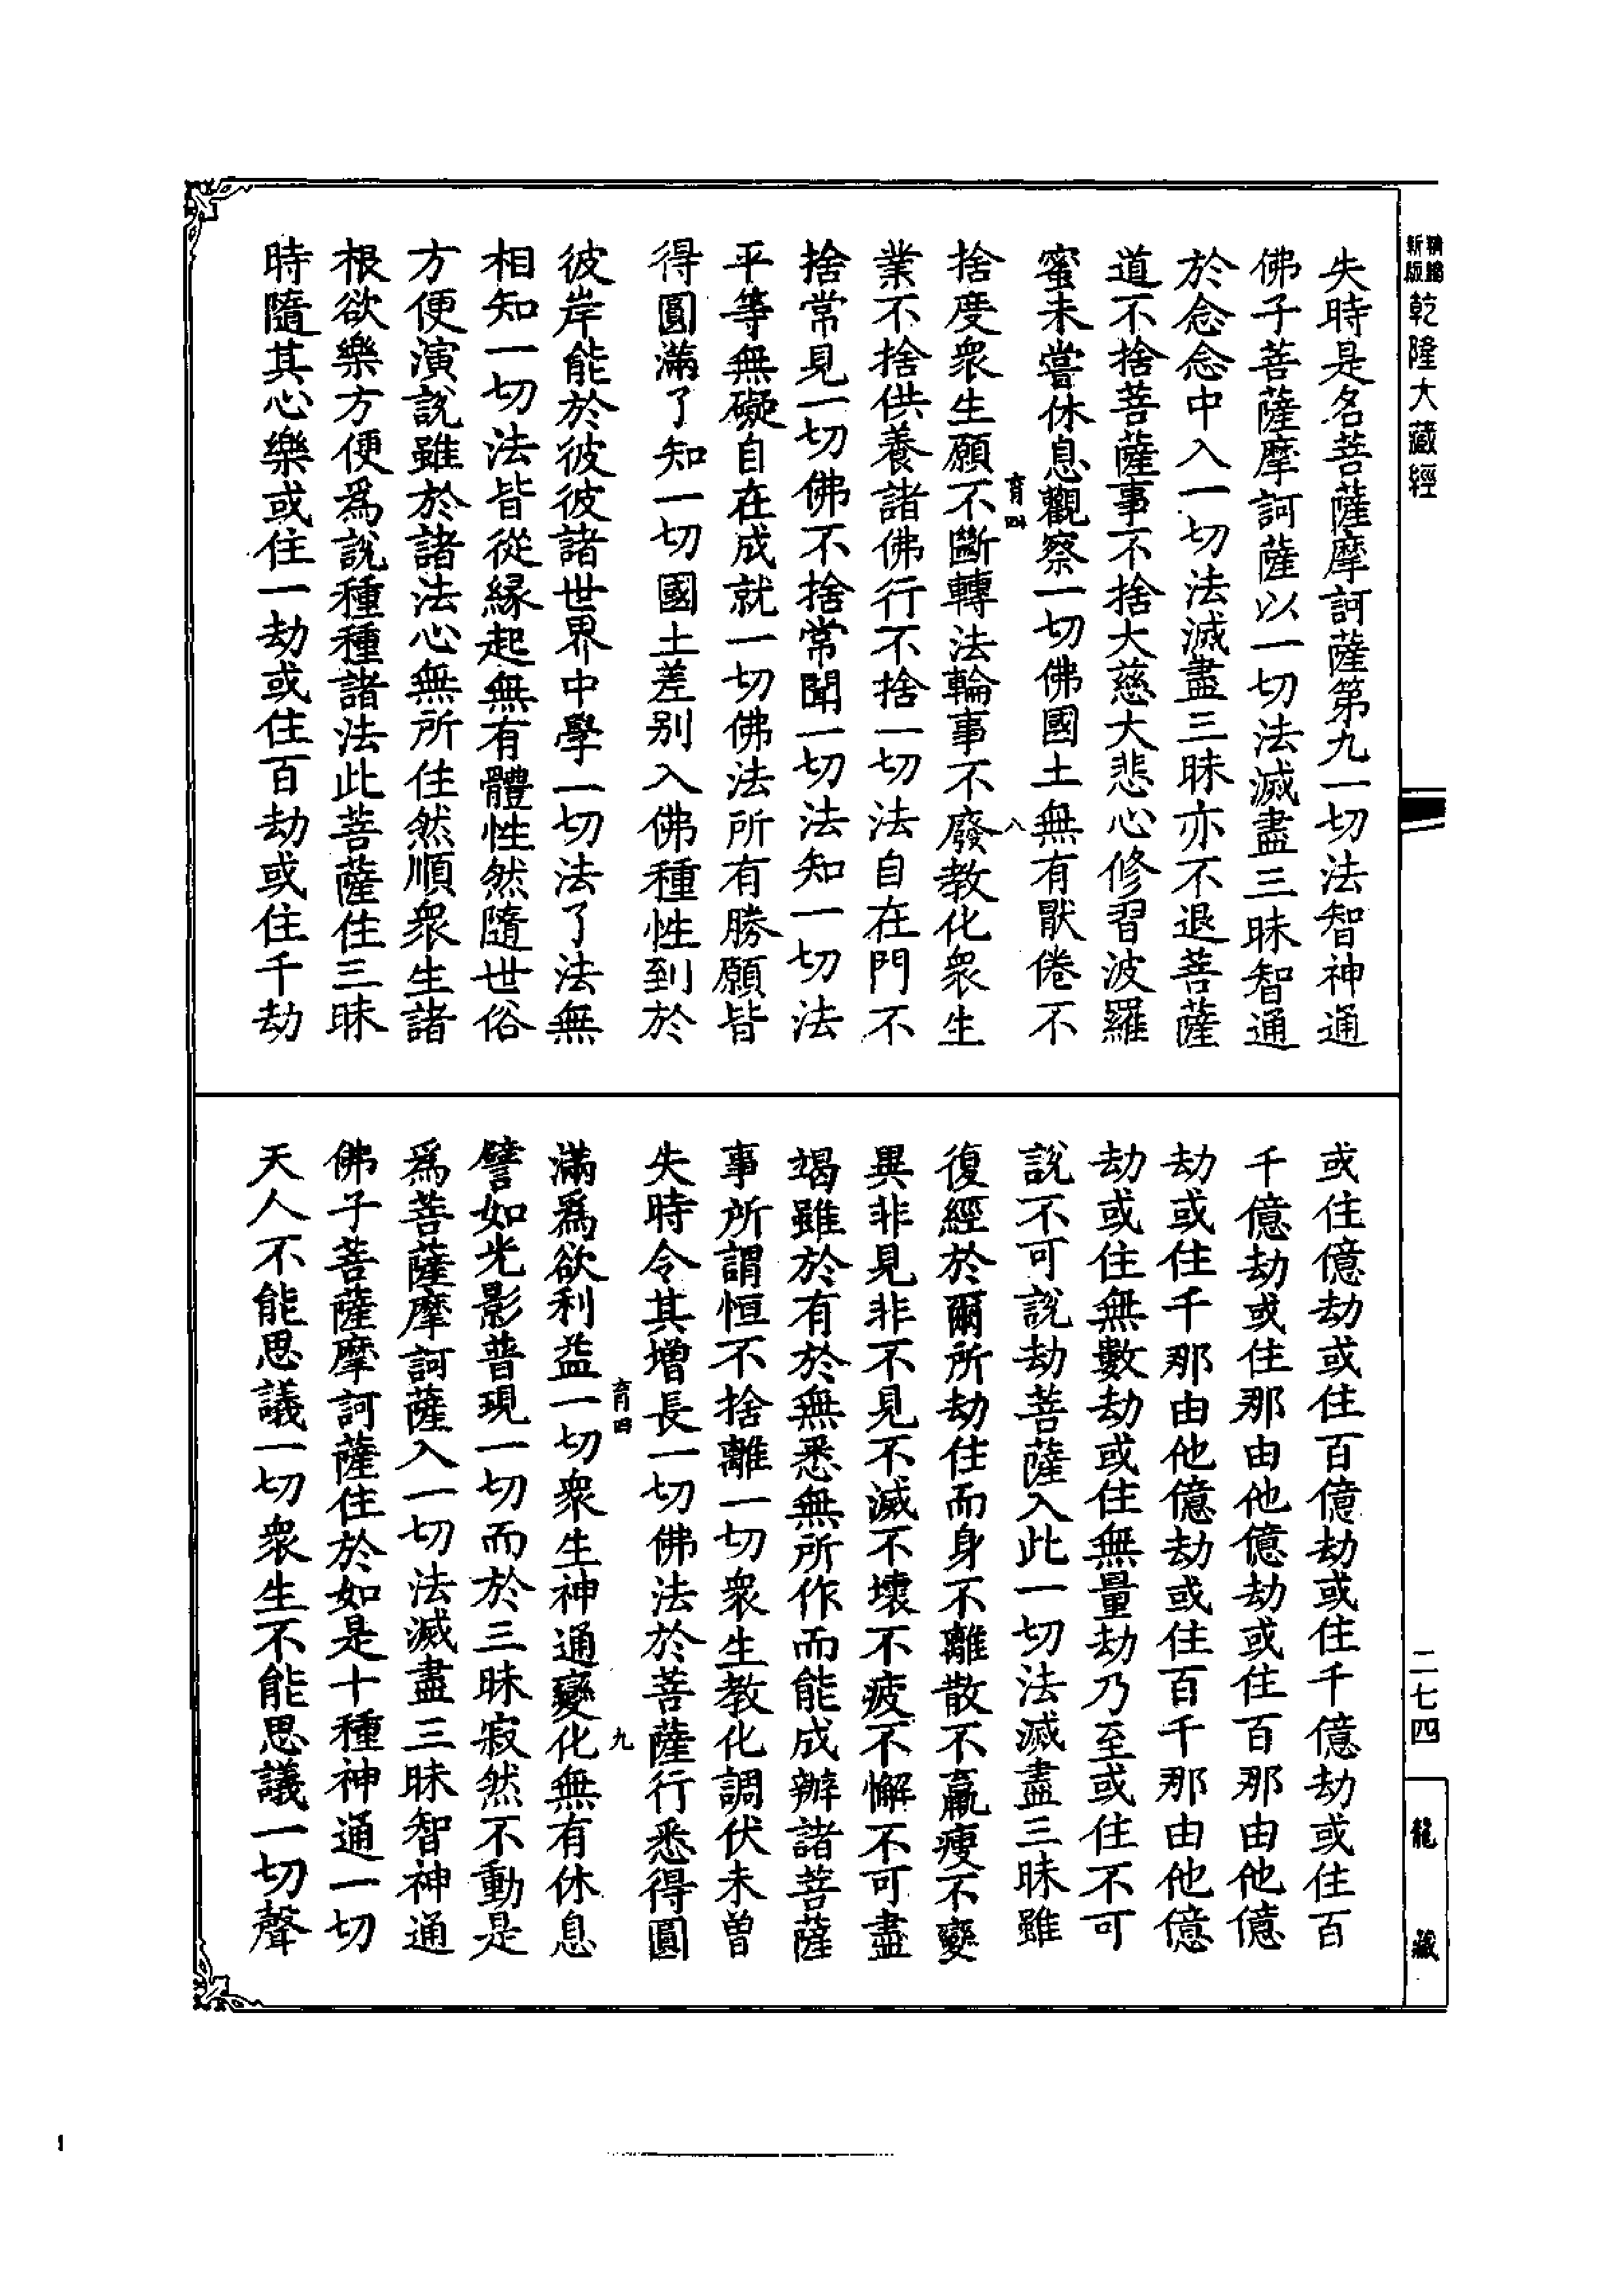 精縮新版乾隆大藏經
失時是名菩薩摩訶薩第九一切法智神通
佛子菩薩摩訶薩以一切法滅盡三昧智通
於念念中入一切法滅盡三昧亦不退菩薩
道不捨菩薩事不捨大慈大悲心修習波羅
蜜未嘗休息觀察一切佛國土無有厭倦不
育四 八
捨度衆生願不斷轉法輪事不廢教化衆生
業不捨供養諸佛行不捨一切法自在門不
捨常見一切佛不捨常聞一切法知一切法
平等無礙自在成就一切佛法所有勝願皆
得圓滿了知一切國土差別入佛種性到於
彼岸能於彼彼諸世界中學一切法了法無
相知一切法皆從緣起無有體性然隨世俗
方便演說雖於諸法心無所住然順衆生諸
根欲樂方便爲說種種諸法此菩薩住三昧
時隨其心樂或住一劫或住百劫或住千劫
或住億劫或住百億劫或住千億劫或住百
千億劫或住那由他億劫或住百那由他億
劫或住千那由他億劫或住百千那由他億
劫或住無數劫或住無量劫乃至或住不可
說不可說劫菩薩入此一切法滅盡三昧雖
復經於爾所劫住而身不離散不羸瘦不變
異非見非不見不滅不壞不疲不懈不可盡
竭雖於有於無悉無所作而能成辦諸菩薩
事所謂恒不捨離一切衆生教化調伏未曾
失時令其增長一切佛法於菩薩行悉得圓
育四 九
滿爲欲利益一切衆生神通變化無有休息
譬如光影普現一切而於三昧寂然不動是
爲菩薩摩訶薩入一切法滅盡三昧智神通
佛子菩薩摩訶薩住於如是十種神通一切
天人不能思議一切衆生不能思議一切聲
二七四
龍藏